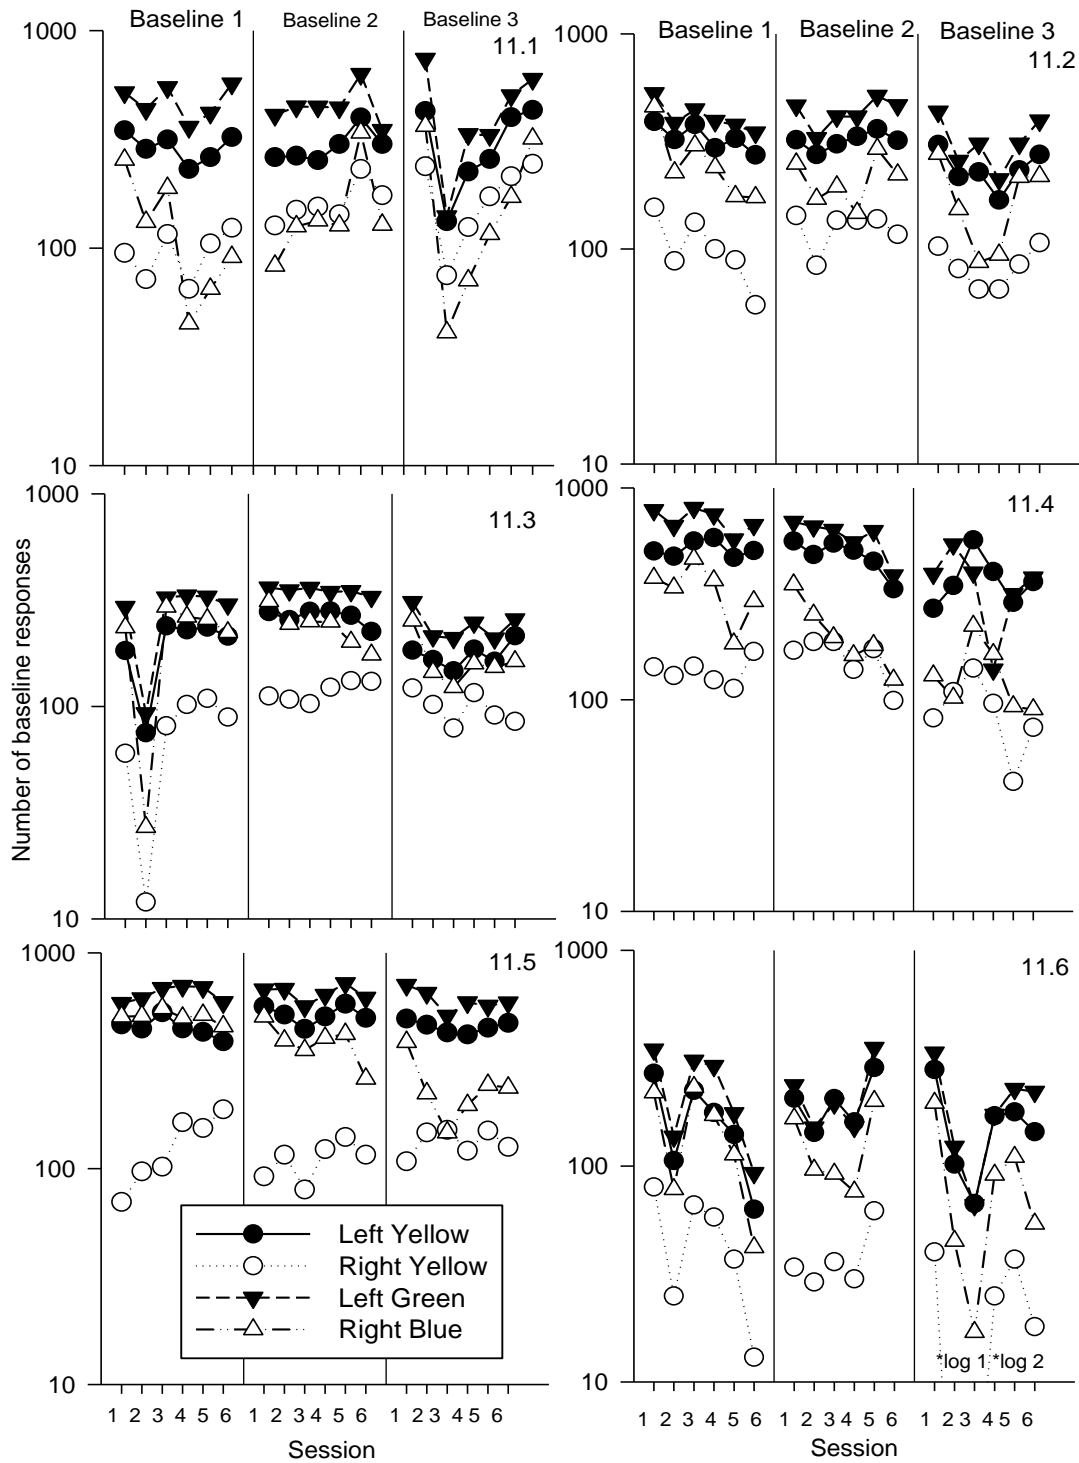 Baseline 1 Baseline 2 Baseline 3
11.1
1000
100
10
Baseline 1 Baseline 2 Baseline 3
11.2
1000
100
10
Number of baseline responses
11.3
1000
100
10
11.4
1000
100
10
11.5
1000
100
10
Left Yellow
Right Yellow
Left Green
Right Blue
1 2 3 4 5 6 1 2 3 4 5 6 1 2 3 4 5 6
Session
11.6
1000
100
10
*log 1 *log 2
1 2 3 4 5 6 1 2 3 4 5 6 1 2 3 4 5 6
Session